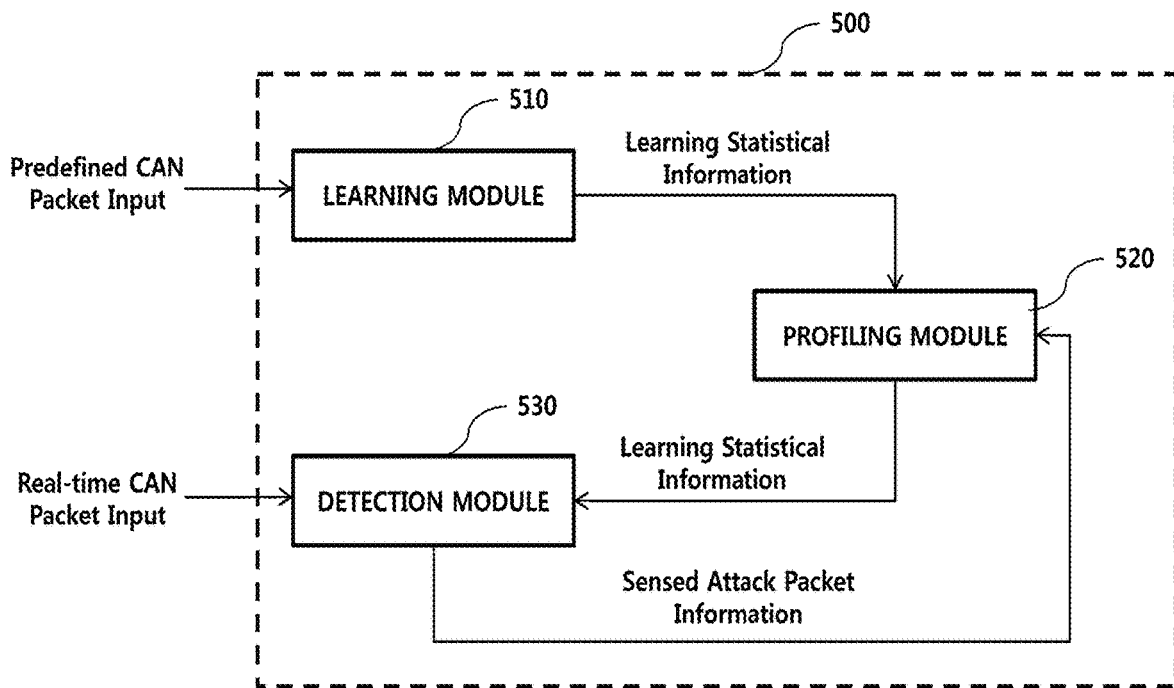 500
510
Predefined CAN
Packet Input
LEARNING MODULE
Learning Statistical
Information
520
PROFILING MODULE
530
Real-time CAN
Packet Input
DETECTION MODULE
Learning Statistical
Information
Sensed Attack Packet
Information